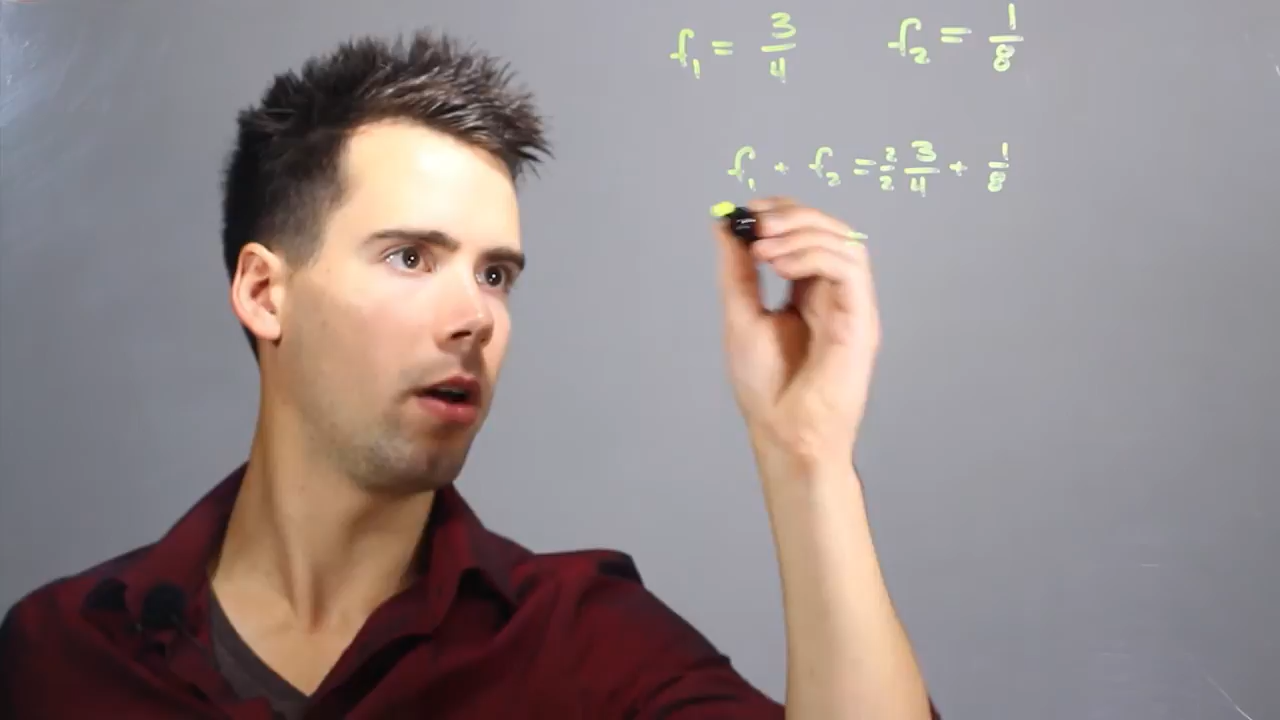 f₁ = 3/4 f₂ = 1/8
f₁ + f₂ = 2/2 3/4 + 1/8